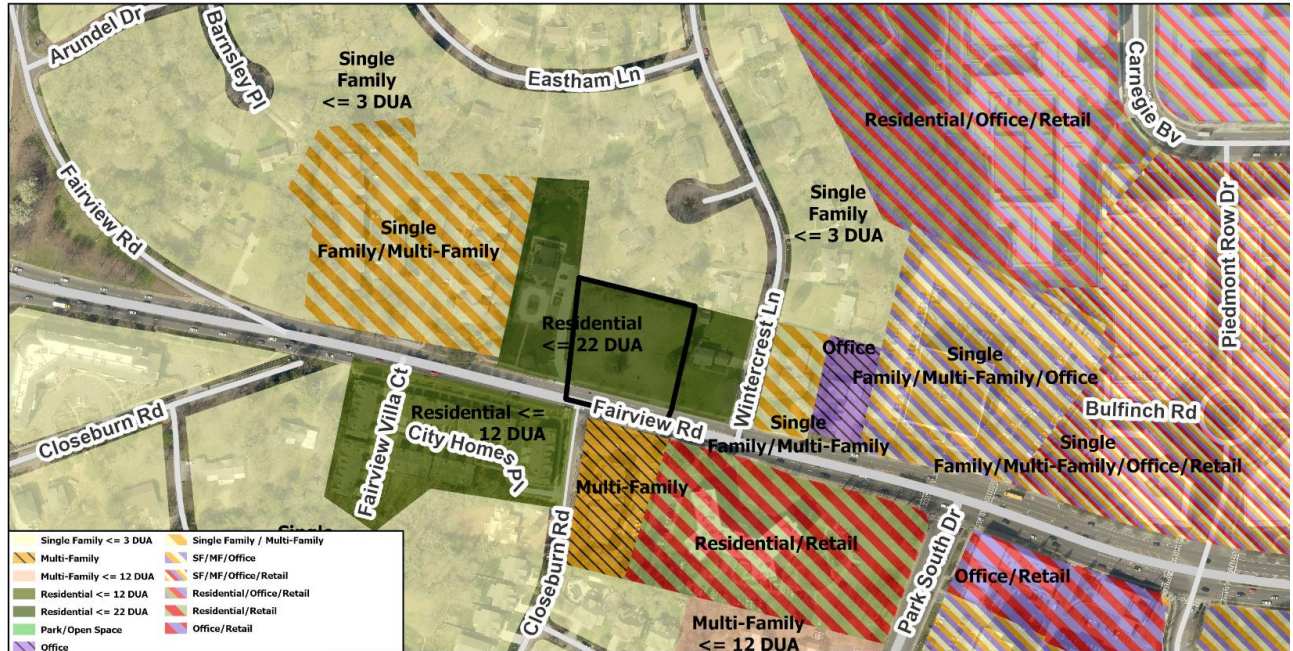 Arundel Dr
Barnsley Pl
Single
Family
<= 3 DUA
Eastham Ln
Carnegie Bv
Residential/Office/Retail
Fairview Rd
Single
Family/Multi-Family
Single
Family
<= 3 DUA
Piedmont Row Dr
Residential
<= 22 DUA
Wintercrest Ln
Office
Single
Family/Multi-Family/Office
Closeburn Rd
Fairview Villa Ct
Residential <=
12 DUA
City Homes Pl
Fairview Rd
Single
Family/Multi-Family
Bulfinch Rd
Single
Family/Multi-Family/Office/Retail
Multi-Family
Closeburn Rd
Residential/Retail
Park South Dr
Office/Retail
Multi-Family
<= 12 DUA
Single
Single Family <= 3 DUA
Multi-Family
Multi-Family <= 12 DUA
Residential <= 12 DUA
Residential <= 22 DUA
Park/Open Space
Office
Single Family / Multi-Family
SF/MF/Office
SF/MF/Office/Retail
Residential/Office/Retail
Residential/Retail
Office/Retail